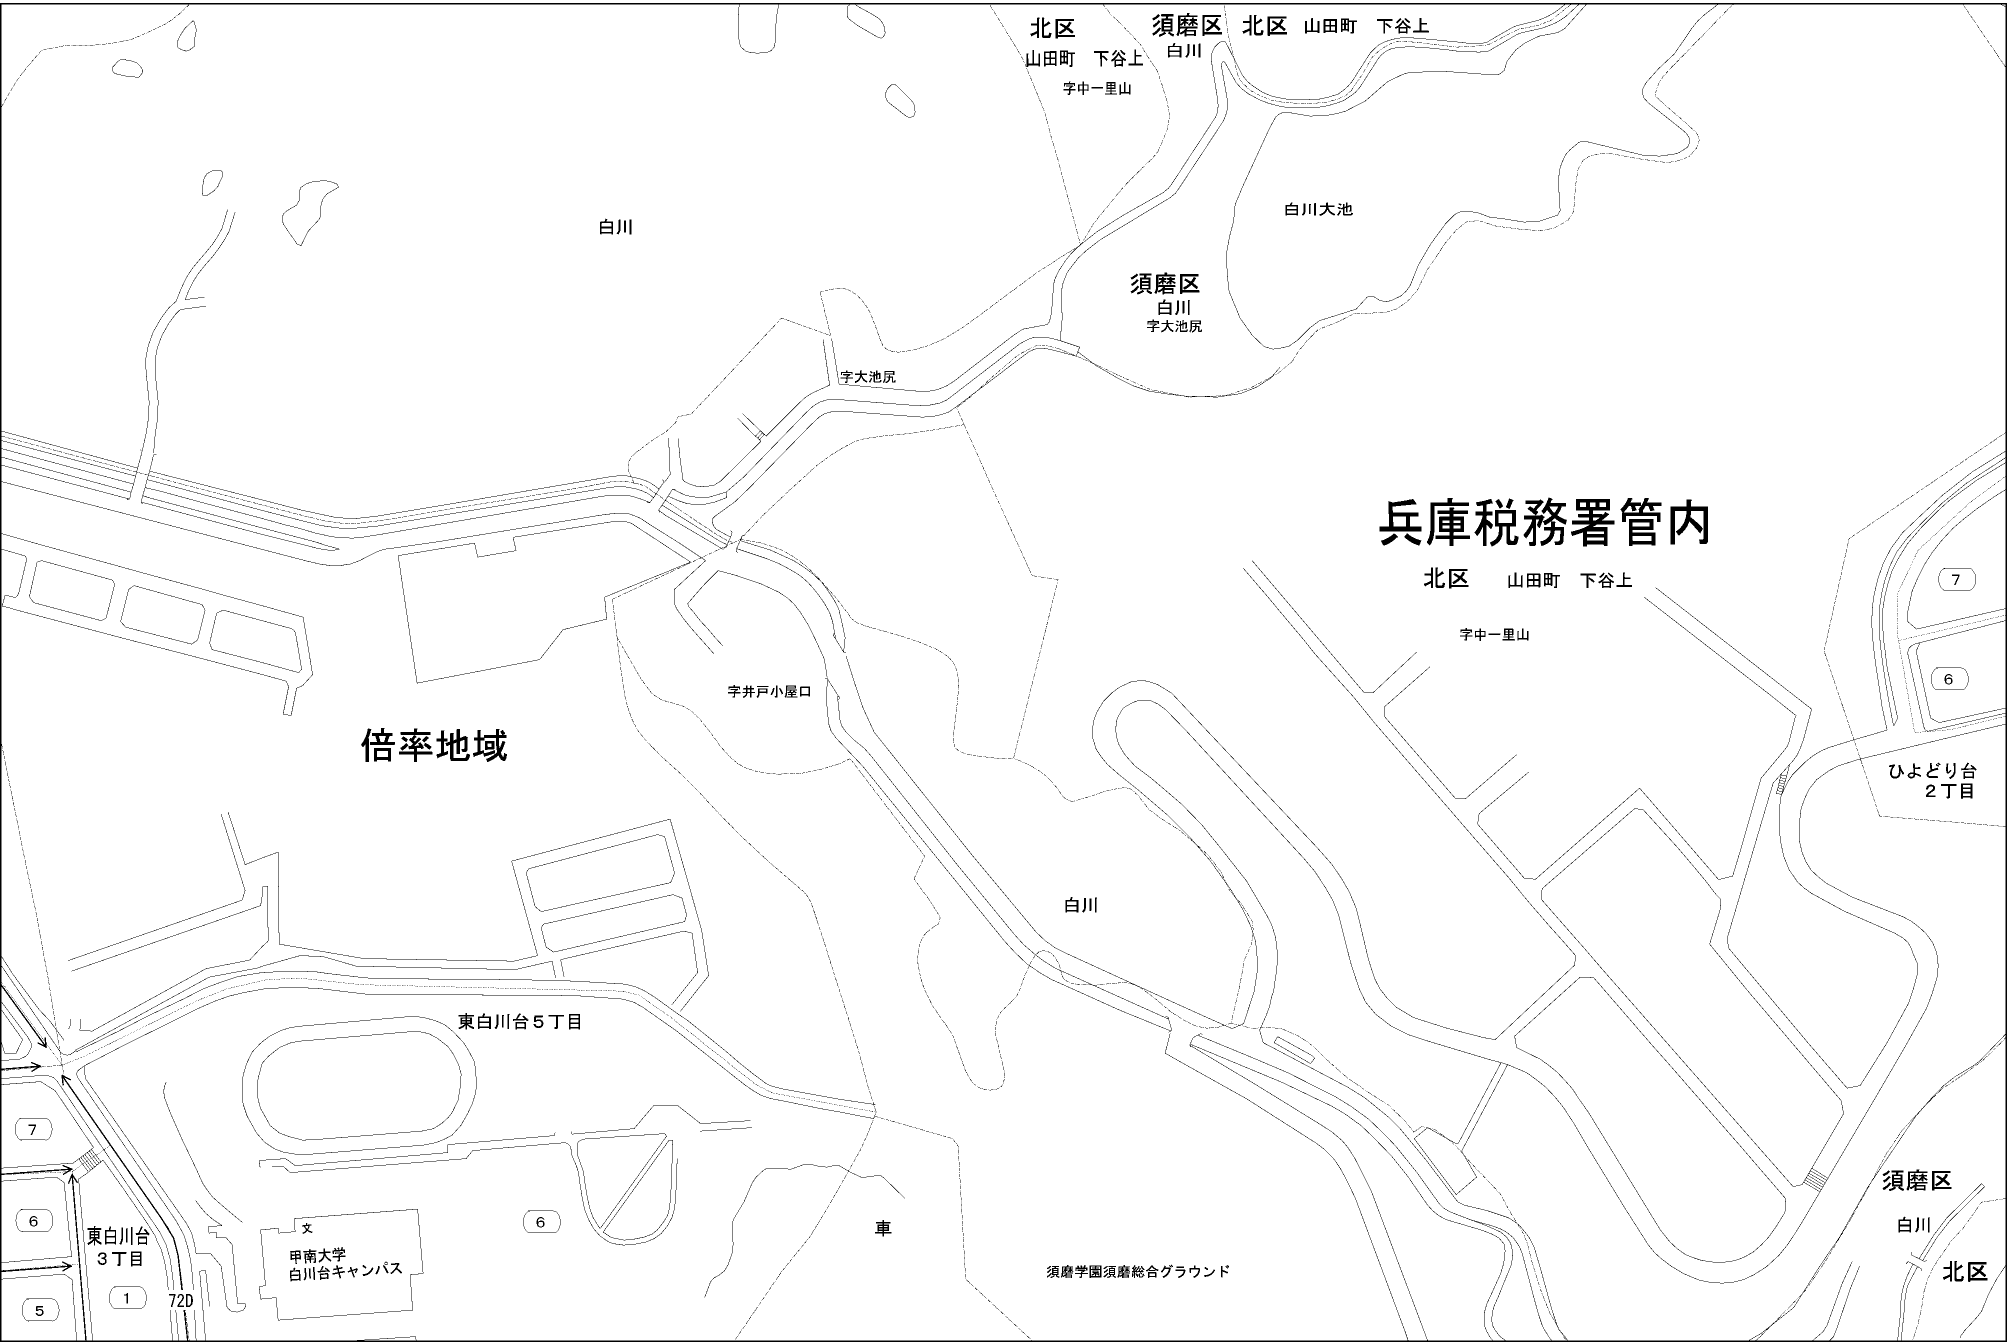 北区
山田町　下谷上
字中一里山
須磨区
白川
北区　山田町　下谷上
白川
白川大池
須磨区
白川
字大池尻
字大池尻
兵庫税務署管内
北区　山田町　下谷上
字中一里山
7
6
字井戸小屋口
倍率地域
ひよどり台
２丁目
白川
東白川台５丁目
7
6
東白川台
３丁目
5
1
72D
文
甲南大学
白川台キャンパス
6
車
須磨学園須磨総合グラウンド
須磨区
白川
北区